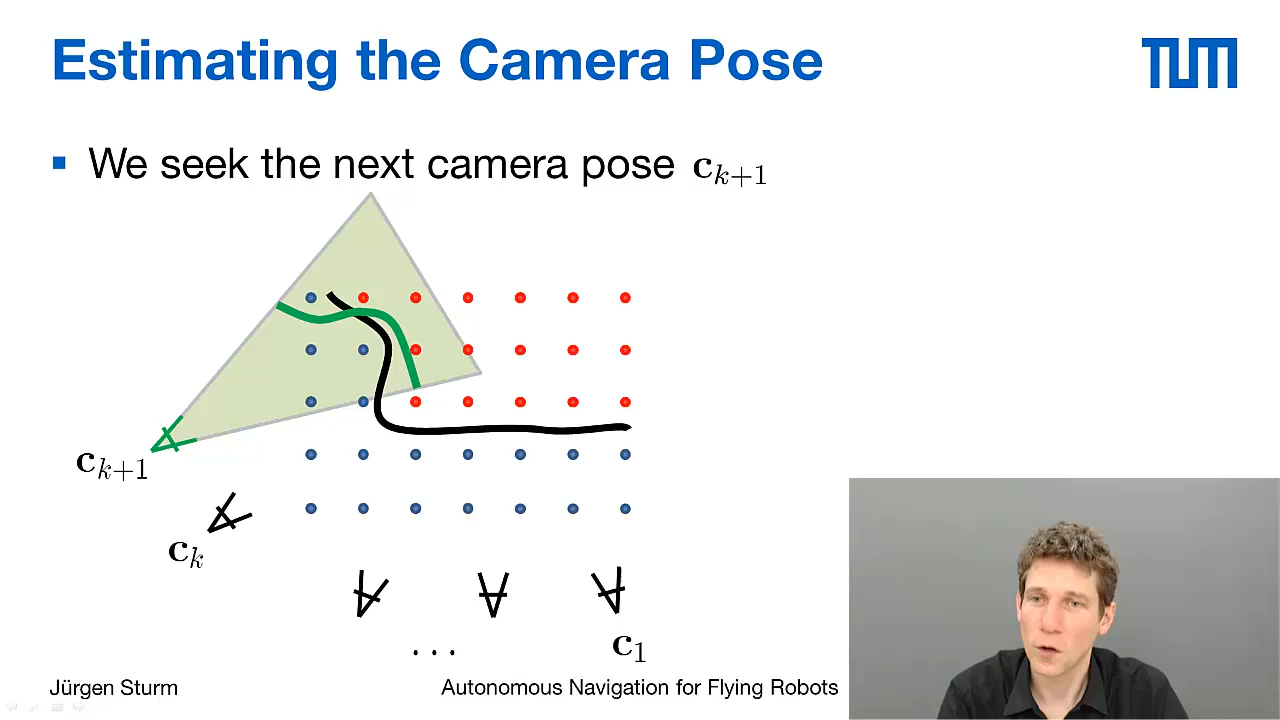 Estimating the Camera Pose
TUM
We seek the next camera pose c_{k+1}
c_{k+1}
c_k
... c_1
Jürgen Sturm
Autonomous Navigation for Flying Robots